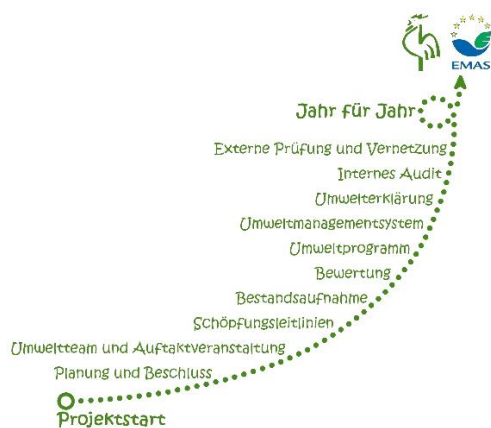 EMAS
Jahr für Jahr
Externe Prüfung und Vernetzung
Internes Audit
Umwelterklärung
Umweltmanagementsystem
Umweltprogramm
Bewertung
Bestandsaufnahme
Schöpfungsleitlinien
Umweltteam und Auftaktveranstaltung
Planung und Beschluss
Projektstart